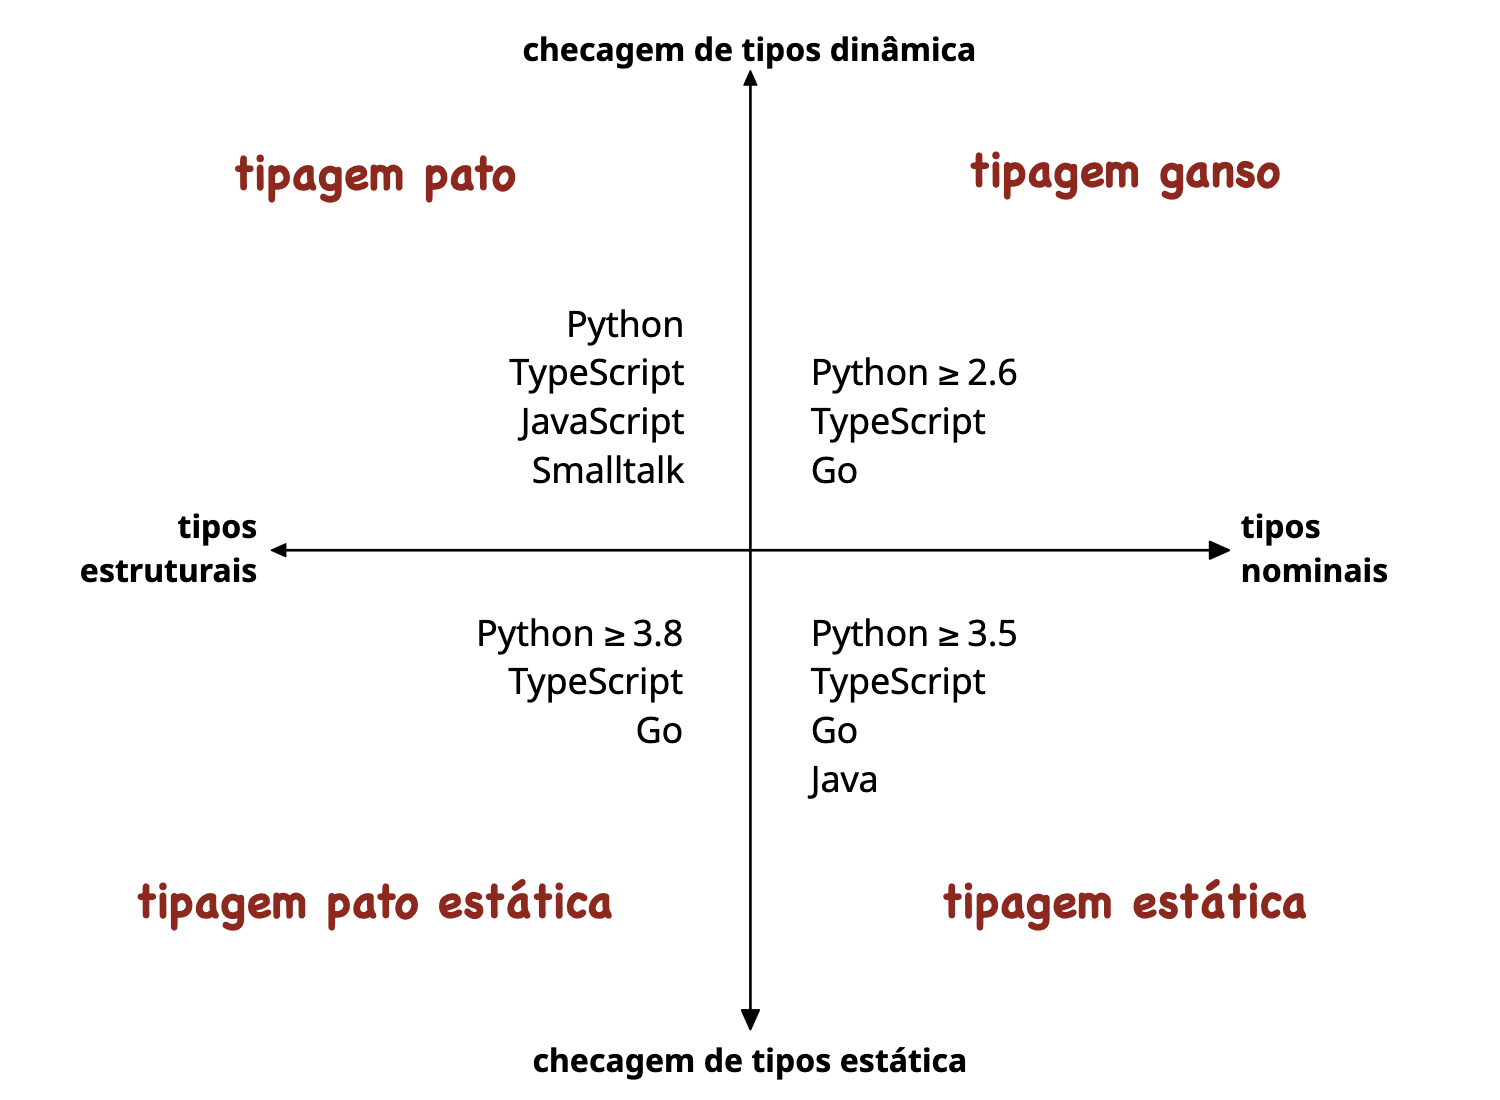 checagem de tipos dinâmica
tipagem pato
tipagem ganso
Python
TypeScript
JavaScript
Smalltalk
Python ≥ 2.6
TypeScript
Go
tipos
estruturais
tipos
nominais
Python ≥ 3.8
TypeScript
Go
Python ≥ 3.5
TypeScript
Go
Java
tipagem pato estática
tipagem estática
checagem de tipos estática